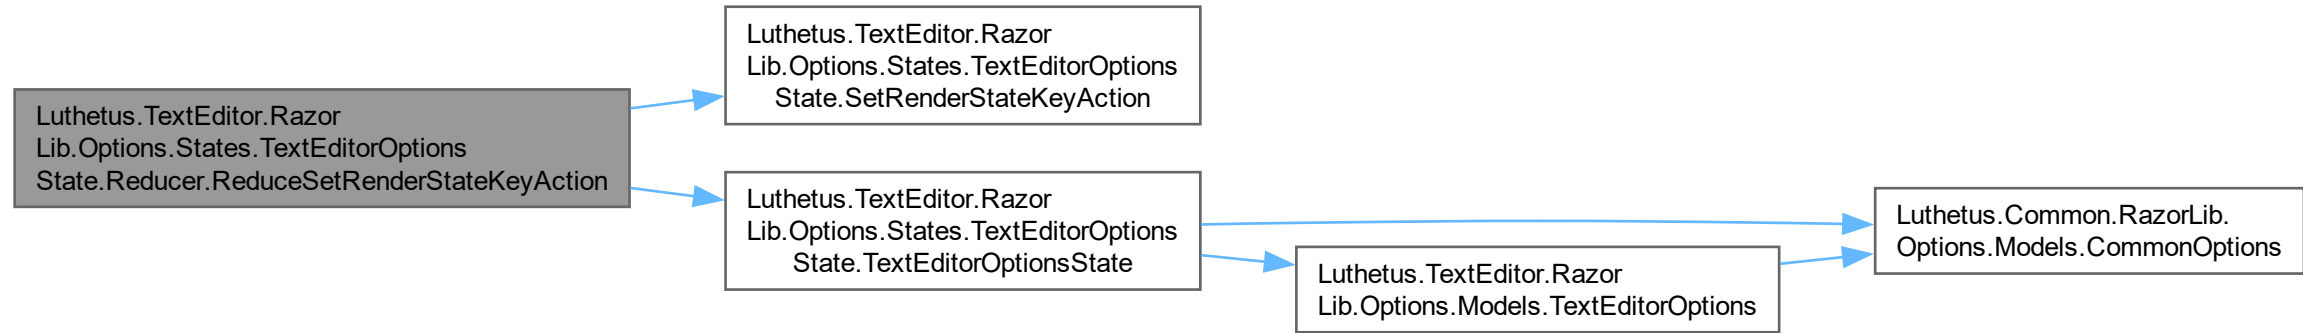 Luthetus.TextEditor.Razor
Lib.Options.States.TextEditorOptions
State.Reducer.ReduceSetRenderStateKeyAction
Luthetus.TextEditor.Razor
Lib.Options.States.TextEditorOptions
State.SetRenderStateKeyAction
Luthetus.TextEditor.Razor
Lib.Options.States.TextEditorOptions
State.TextEditorOptionsState
Luthetus.TextEditor.Razor
Lib.Options.Models.TextEditorOptions
Luthetus.Common.RazorLib.
Options.Models.CommonOptions